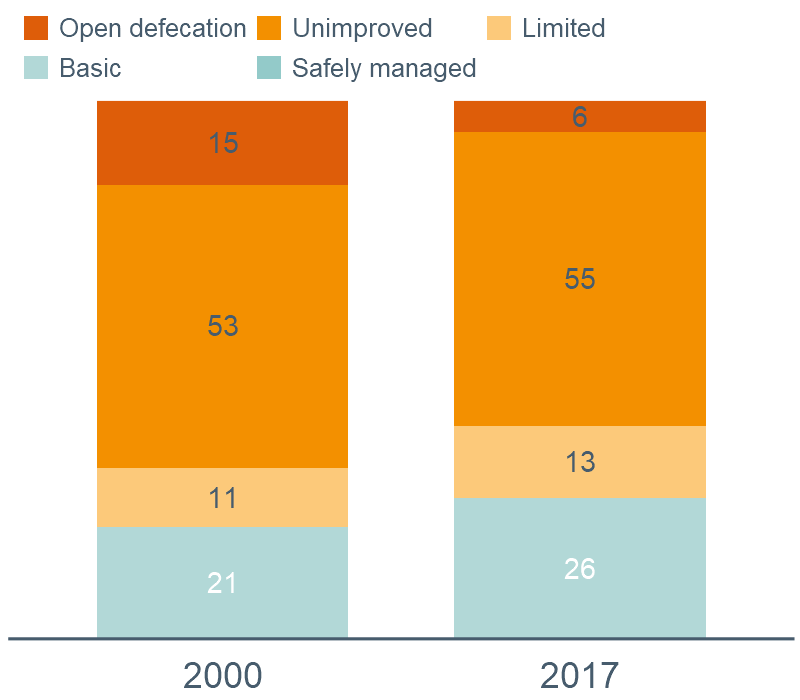 Open defecation Unimproved Limited
Basic Safely managed
15 6
53 55
11 13
21 26
2000 2017